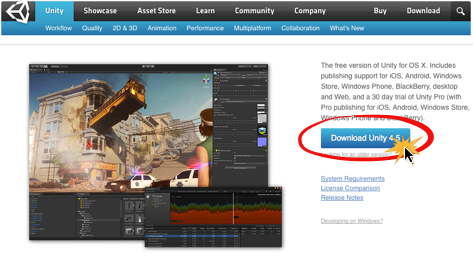 Unity Showcase Asset Store Learn Community Company Buy Download
Workflow Quality 2D & 3D Animation Performance Multiplatform Collaboration What's New
The free version of Unity for OS X. Includes
publishing support for iOS, Android, Windows
Store, Windows Phone, BlackBerry, desktop
and Web, and a 30 day trial of Unity Pro (with
Pro publishing for iOS, Android, Windows Store,
Windows Phone and BlackBerry).
Download Unity 4.5
Looking for an older version?
System Requirements
License Comparison
Release Notes
Developing on Windows?